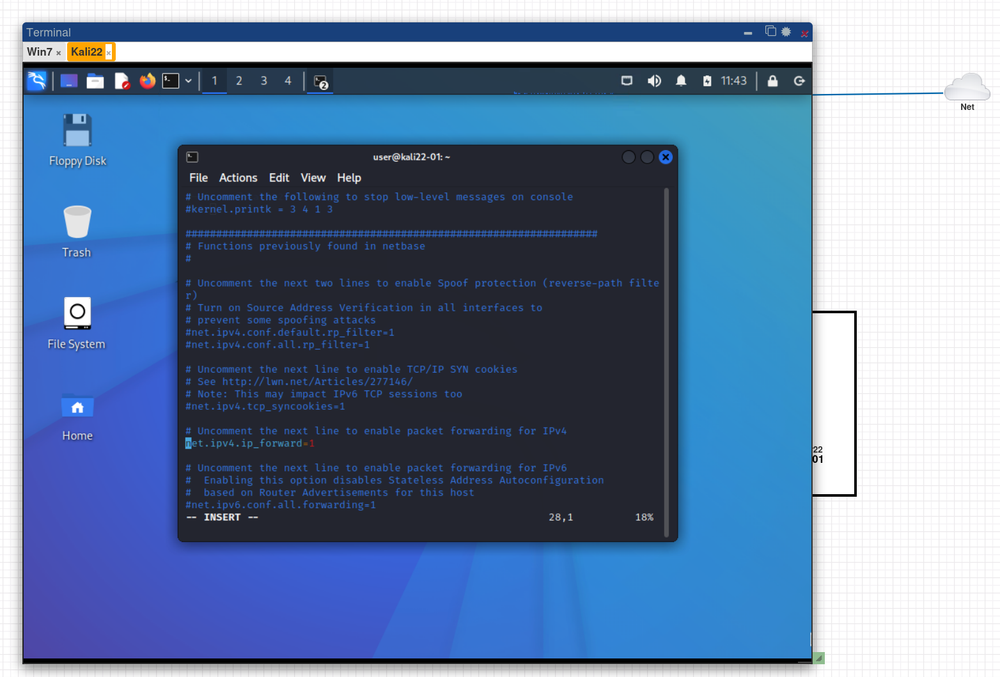 Terminal
Win7 ×
Kali22 ×
1 2 3 4
2
11:43
Net
Floppy Disk
Trash
File System
Home
user@kali22-01: ~
File Actions Edit View Help
# Uncomment the following to stop low-level messages on console
#kernel.printk = 3 4 1 3
###################################################################
# Functions previously found in netbase
#
# Uncomment the next two lines to enable Spoof protection (reverse-path filte
r)
# Turn on Source Address Verification in all interfaces to
# prevent some spoofing attacks
#net.ipv4.conf.default.rp_filter=1
#net.ipv4.conf.all.rp_filter=1
# Uncomment the next line to enable TCP/IP SYN cookies
# See http://lwn.net/Articles/277146/
# Note: This may impact IPv6 TCP sessions too
#net.ipv4.tcp_syncookies=1
# Uncomment the next line to enable packet forwarding for IPv4
net.ipv4.ip_forward=1
# Uncomment the next line to enable packet forwarding for IPv6
#  Enabling this option disables Stateless Address Autoconfiguration
#  based on Router Advertisements for this host
#net.ipv6.conf.all.forwarding=1
-- INSERT -- 28,1 18%
22
01